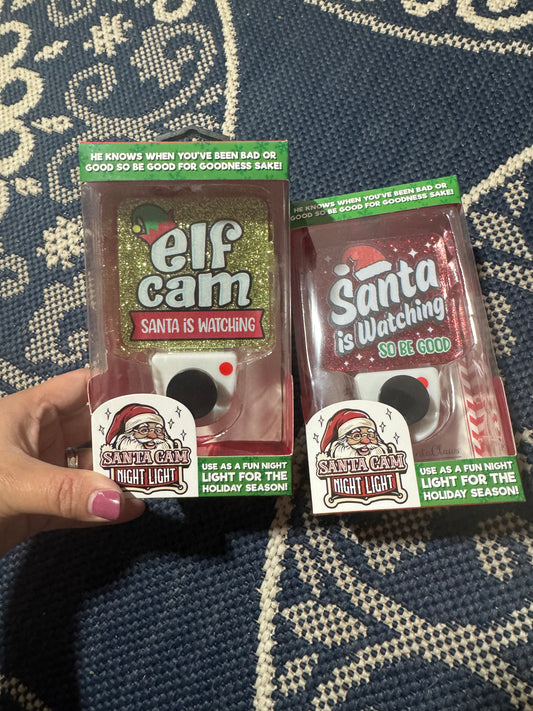 HE KNOWS WHEN YOU'VE BEEN BAD OR
GOOD SO BE GOOD FOR GOODNESS SAKE!
elf
cam
SANTA IS WATCHING
SANTA CAM
NIGHT LIGHT
USE AS A FUN NIGHT
LIGHT FOR THE
HOLIDAY SEASON!
HE KNOWS WHEN YOU'VE BEEN BAD OR
GOOD SO BE GOOD FOR GOODNESS SAKE!
Santa
is Watching
SO BE GOOD
SANTA CAM
NIGHT LIGHT
USE AS A FUN NIGHT
LIGHT FOR THE
HOLIDAY SEASON!